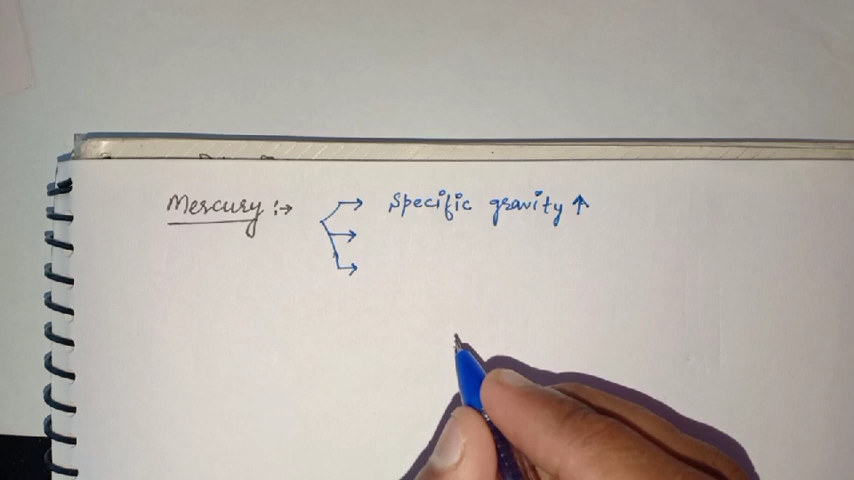 Mercury :→ → Specific gravity ↑
→
→